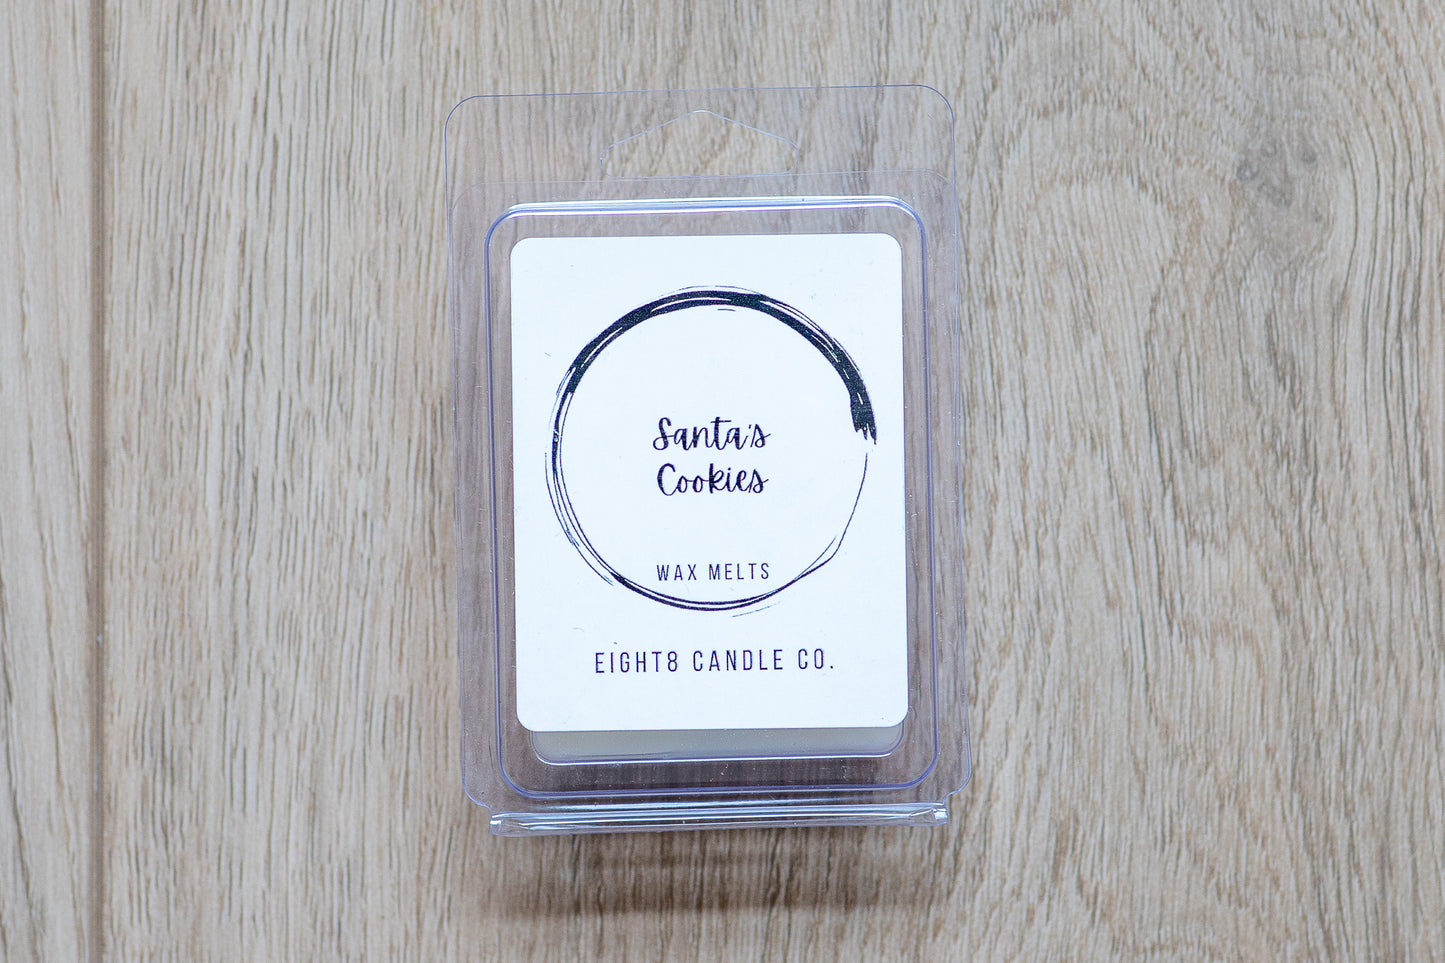 Santa's
Cookies
WAX MELTS
EIGHT8 CANDLE CO.